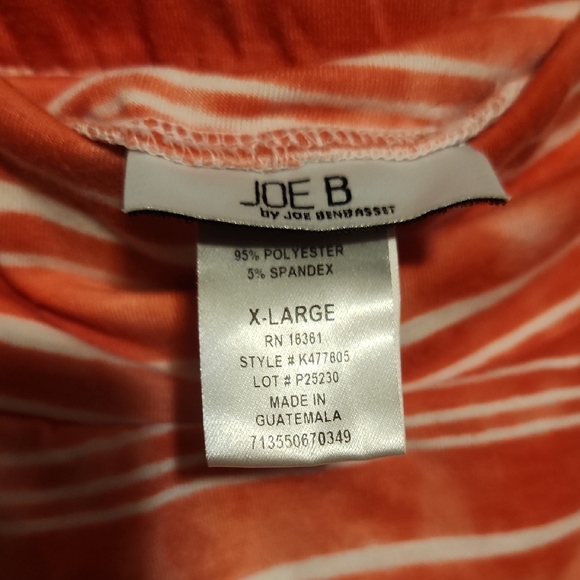 JOE B
by JOE BENBASSET
95% POLYESTER
5% SPANDEX
X-LARGE
RN 16361
STYLE # K477605
LOT # P25230
MADE IN
GUATEMALA
713550670349